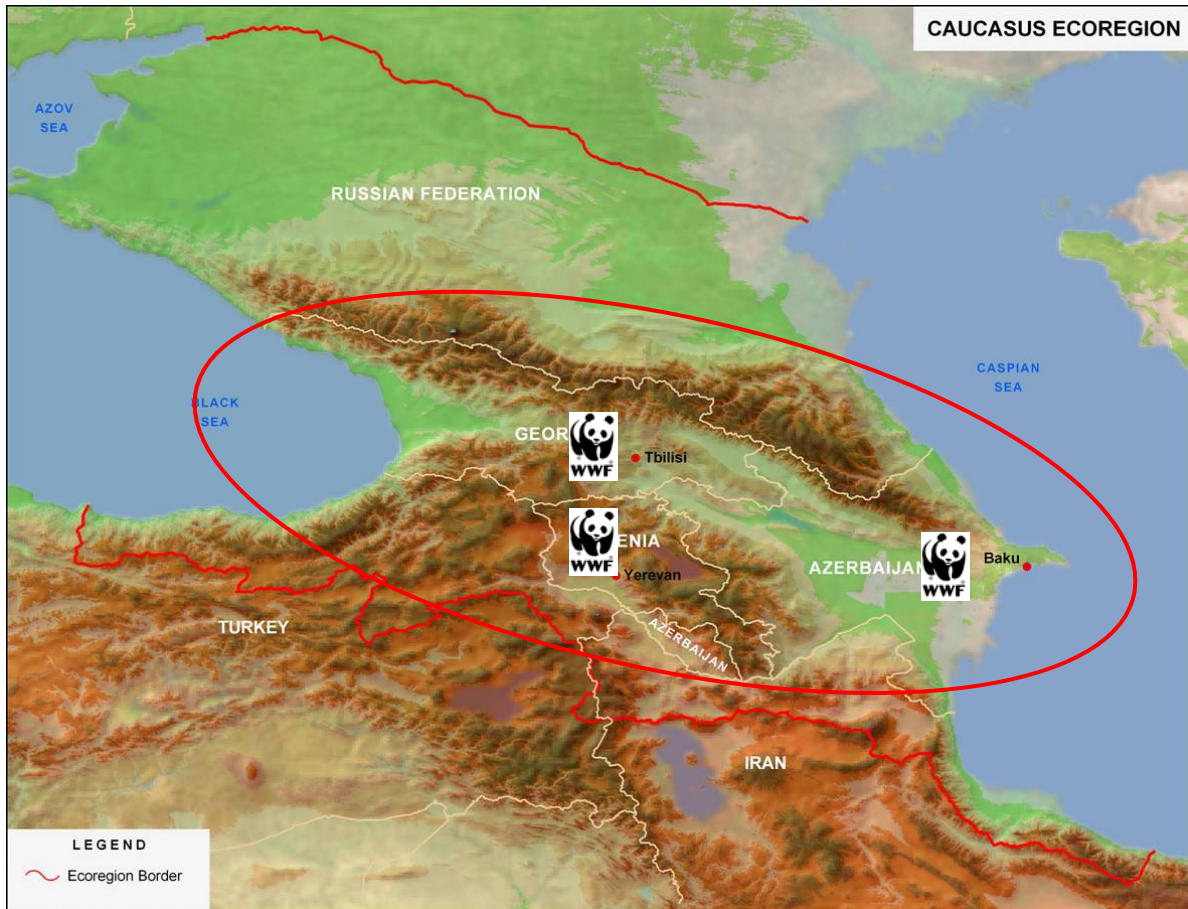 CAUCASUS ECOREGION
AZOV
SEA
RUSSIAN FEDERATION
CASPIAN
SEA
BLACK
SEA
GEOR
WWF
Tbilisi
WWF
ENIA
Yerevan
AZERBAIJAN
WWF
Baku
AZERBAIJAN
TURKEY
IRAN
LEGEND
Ecoregion Border